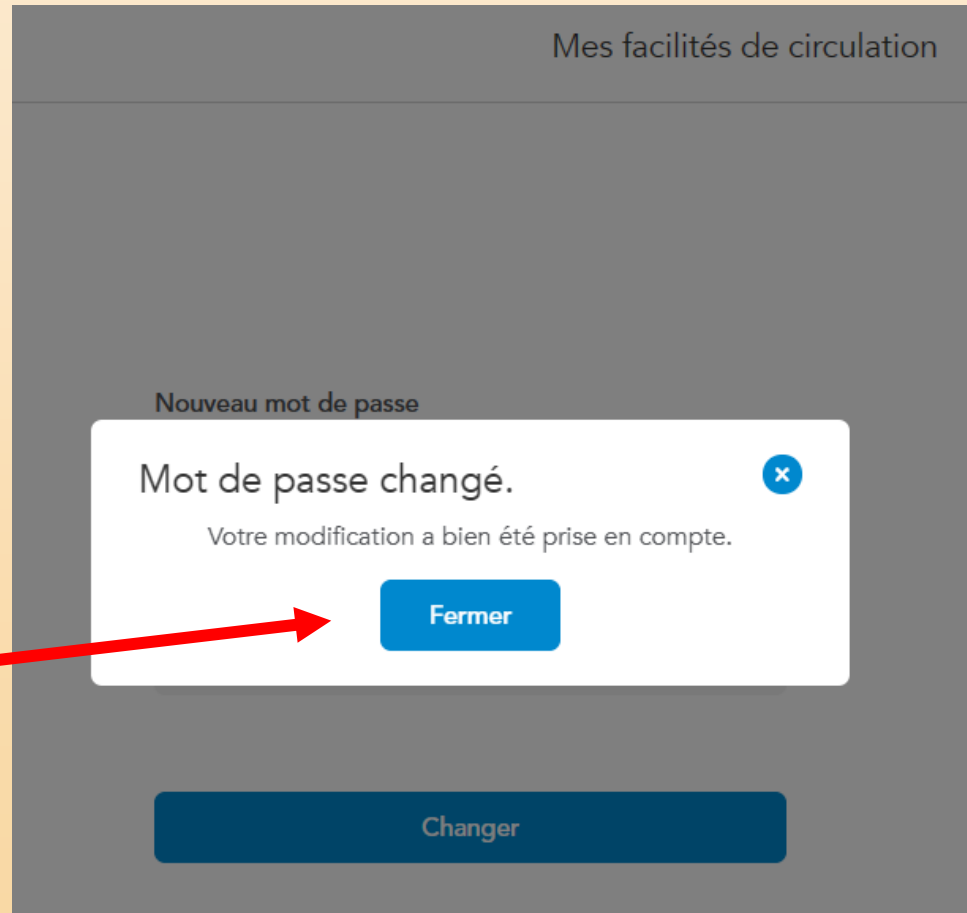 Mes facilités de circulation
Nouveau mot de passe
Mot de passe changé.
Votre modification a bien été prise en compte.
Fermer
Changer